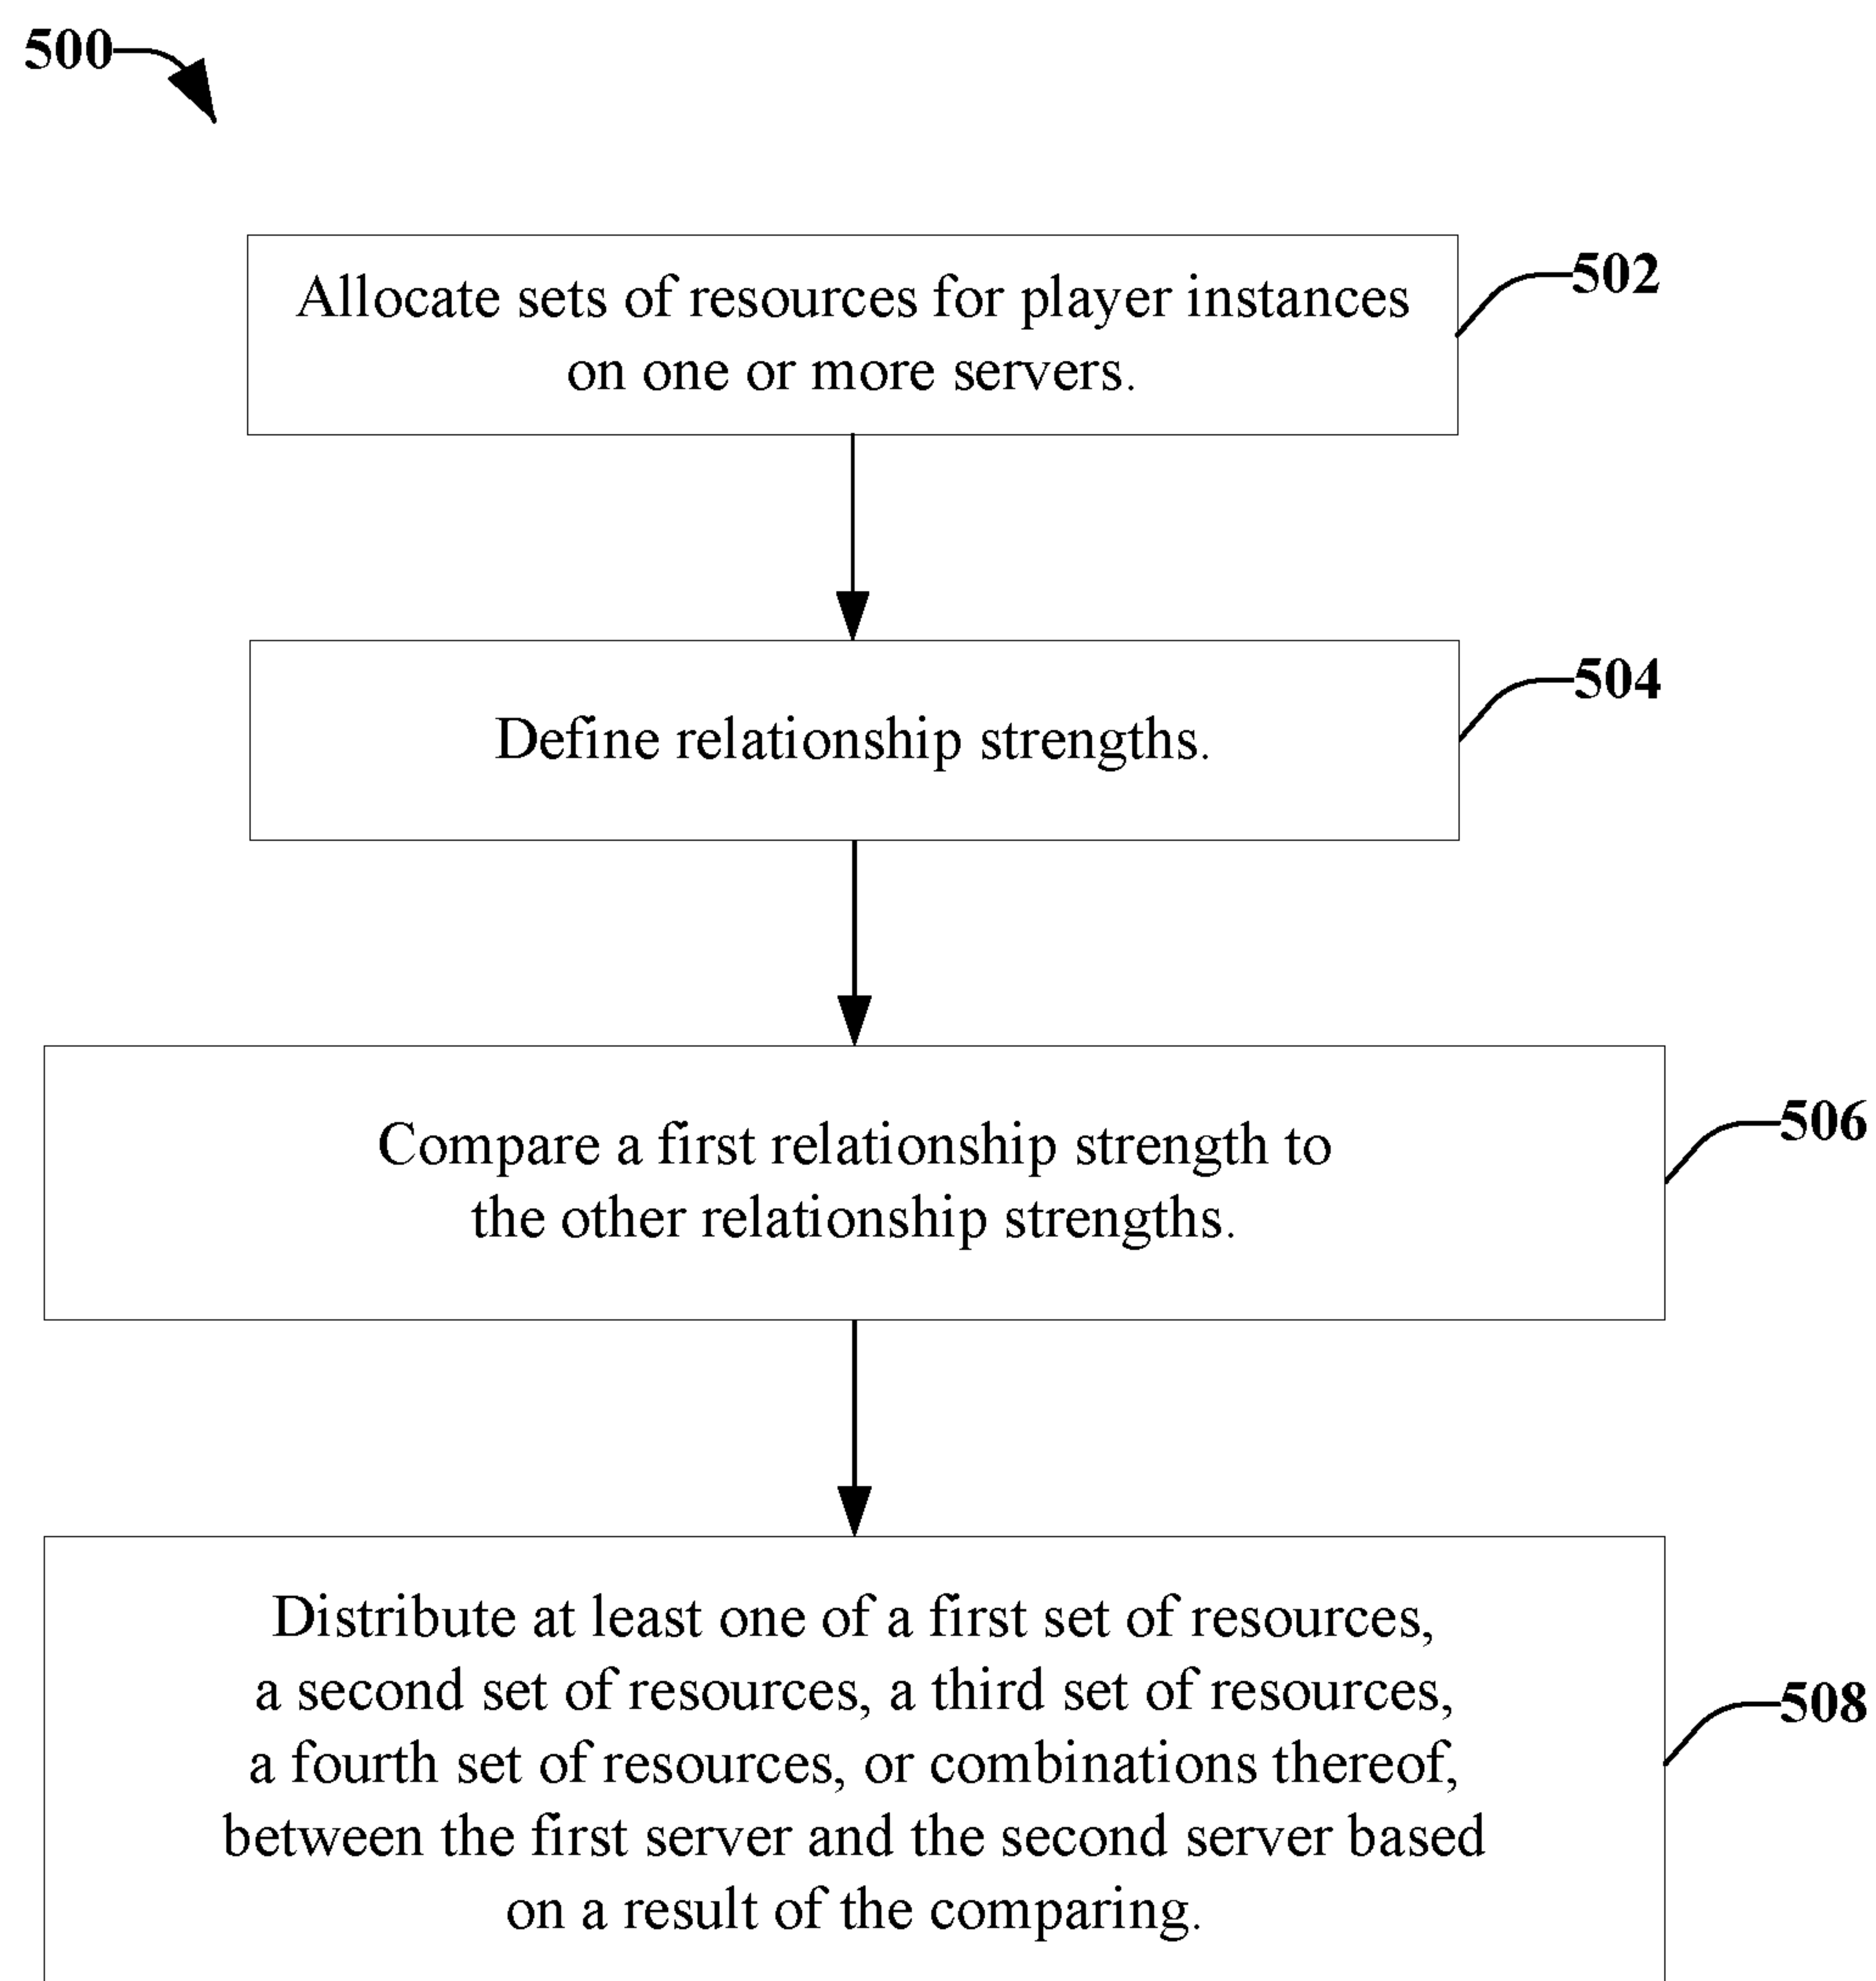 500
Allocate sets of resources for player instances
on one or more servers.
502
Define relationship strengths.
504
Compare a first relationship strength to
the other relationship strengths.
506
Distribute at least one of a first set of resources,
a second set of resources, a third set of resources,
a fourth set of resources, or combinations thereof,
between the first server and the second server based
on a result of the comparing.
508